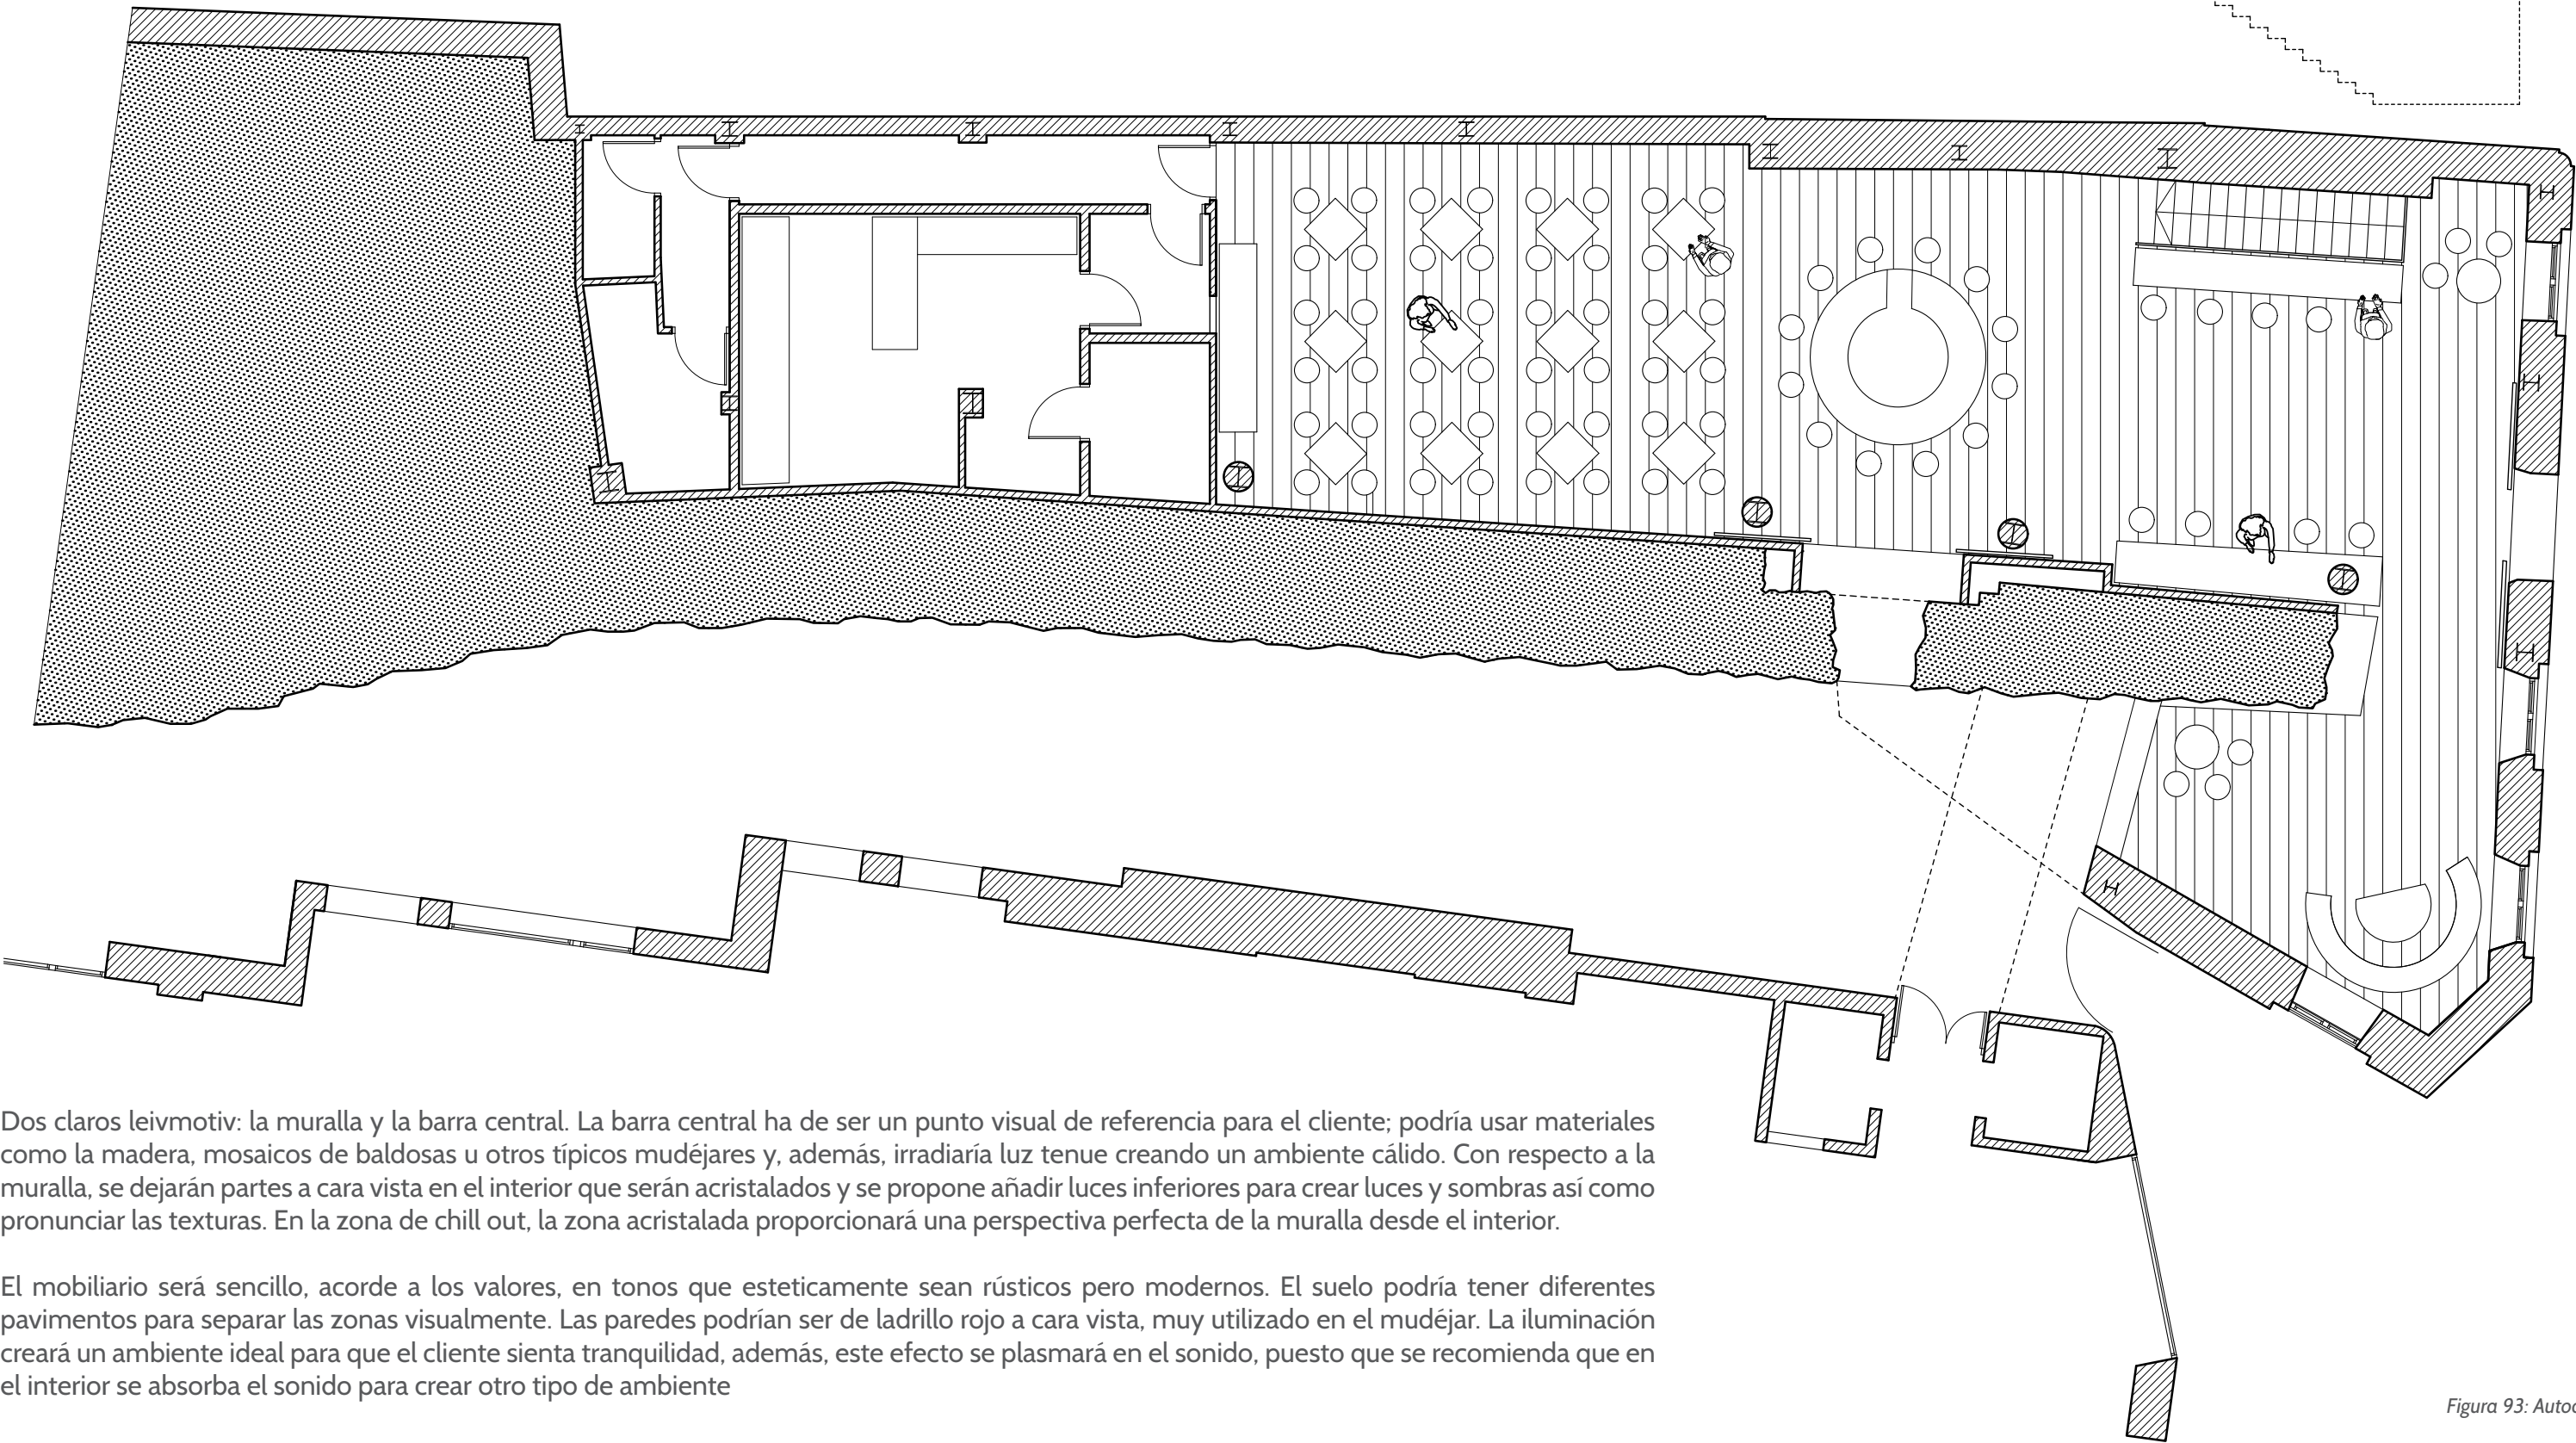 Dos claros leivmotiv: la muralla y la barra central. La barra central ha de ser un punto visual de referencia para el cliente; podría usar materiales
como la madera, mosaicos de baldosas u otros típicos mudéjares y, además, irradiaría luz tenue creando un ambiente cálido. Con respecto a la
muralla, se dejarán partes a cara vista en el interior que serán acristalados y se propone añadir luces inferiores para crear luces y sombras así como
pronunciar las texturas. En la zona de chill out, la zona acristalada proporcionará una perspectiva perfecta de la muralla desde el interior.
El mobiliario será sencillo, acorde a los valores, en tonos que esteticamente sean rústicos pero modernos. El suelo podría tener diferentes
pavimentos para separar las zonas visualmente. Las paredes podrían ser de ladrillo rojo a cara vista, muy utilizado en el mudéjar. La iluminación
creará un ambiente ideal para que el cliente sienta tranquilidad, además, este efecto se plasmará en el sonido, puesto que se recomienda que en
el interior se absorba el sonido para crear otro tipo de ambiente
Figura 93: